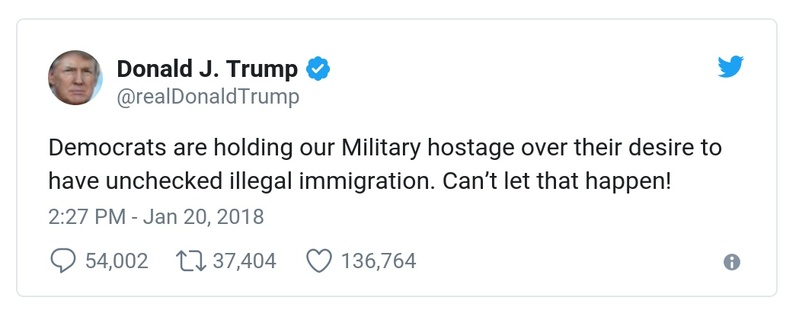 Donald J. Trump
@realDonaldTrump
Democrats are holding our Military hostage over their desire to
have unchecked illegal immigration. Can’t let that happen!
2:27 PM - Jan 20, 2018
54,002 37,404 136,764